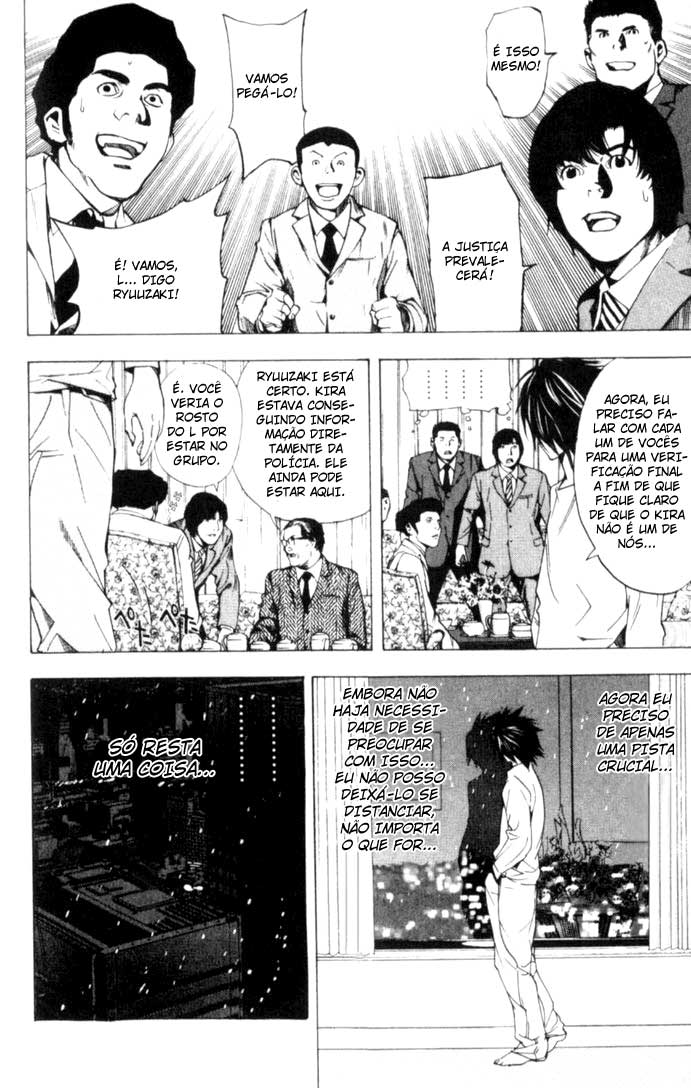 É ISSO
MESMO!
VAMOS
PEGÁ-LO!
A JUSTIÇA
PREVALE-
CERÁ!
É! VAMOS,
L... DIGO
RYUUZAKI!
AGORA, EU
PRECISO FA-
LAR COM CADA
UM DE VOCÊS
PARA UMA VERI-
FICAÇÃO FINAL
A FIM DE QUE
FIQUE CLARO
DE QUE O KIRA
NÃO É UM DE
NÓS...
RYUUZAKI ESTÁ
CERTO. KIRA
ESTAVA CONSE-
GUINDO INFOR-
MAÇÃO DIRE-
TAMENTE DA
POLÍCIA. ELE
AINDA PODE
ESTAR AQUI.
É. VOCÊ
VERIA O
ROSTO
DO L POR
ESTAR NO
GRUPO.
ぺた
ぺた
AGORA EU
PRECISO
DE APENAS
UMA PISTA
CRUCIAL...
EMBORA NÃO
HAJA NECESSI-
DADE DE SE
PREOCUPAR
COM ISSO...
EU NÃO POSSO
DEIXÁ-LO SE
DISTANCIAR,
NÃO IMPORTA
O QUE FOR...
SÓ RESTA
UMA COISA...